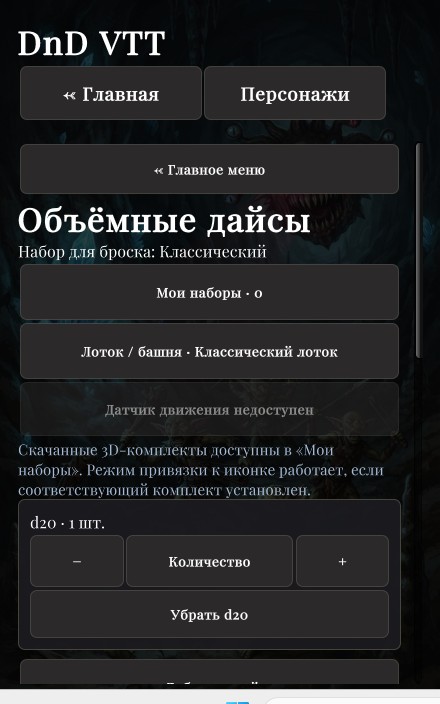 DnD VTT
« Главная
Персонажи
« Главное меню
Объёмные дайсы
Набор для броска: Классический
Мои наборы · 0
Лоток / башня · Классический лоток
Датчик движения недоступен
Скачанные 3D-комплекты доступны в «Мои
наборы». Режим привязки к иконке работает, если
соответствующий комплект установлен.
d20 · 1 шт.
−
Количество
+
Убрать d20